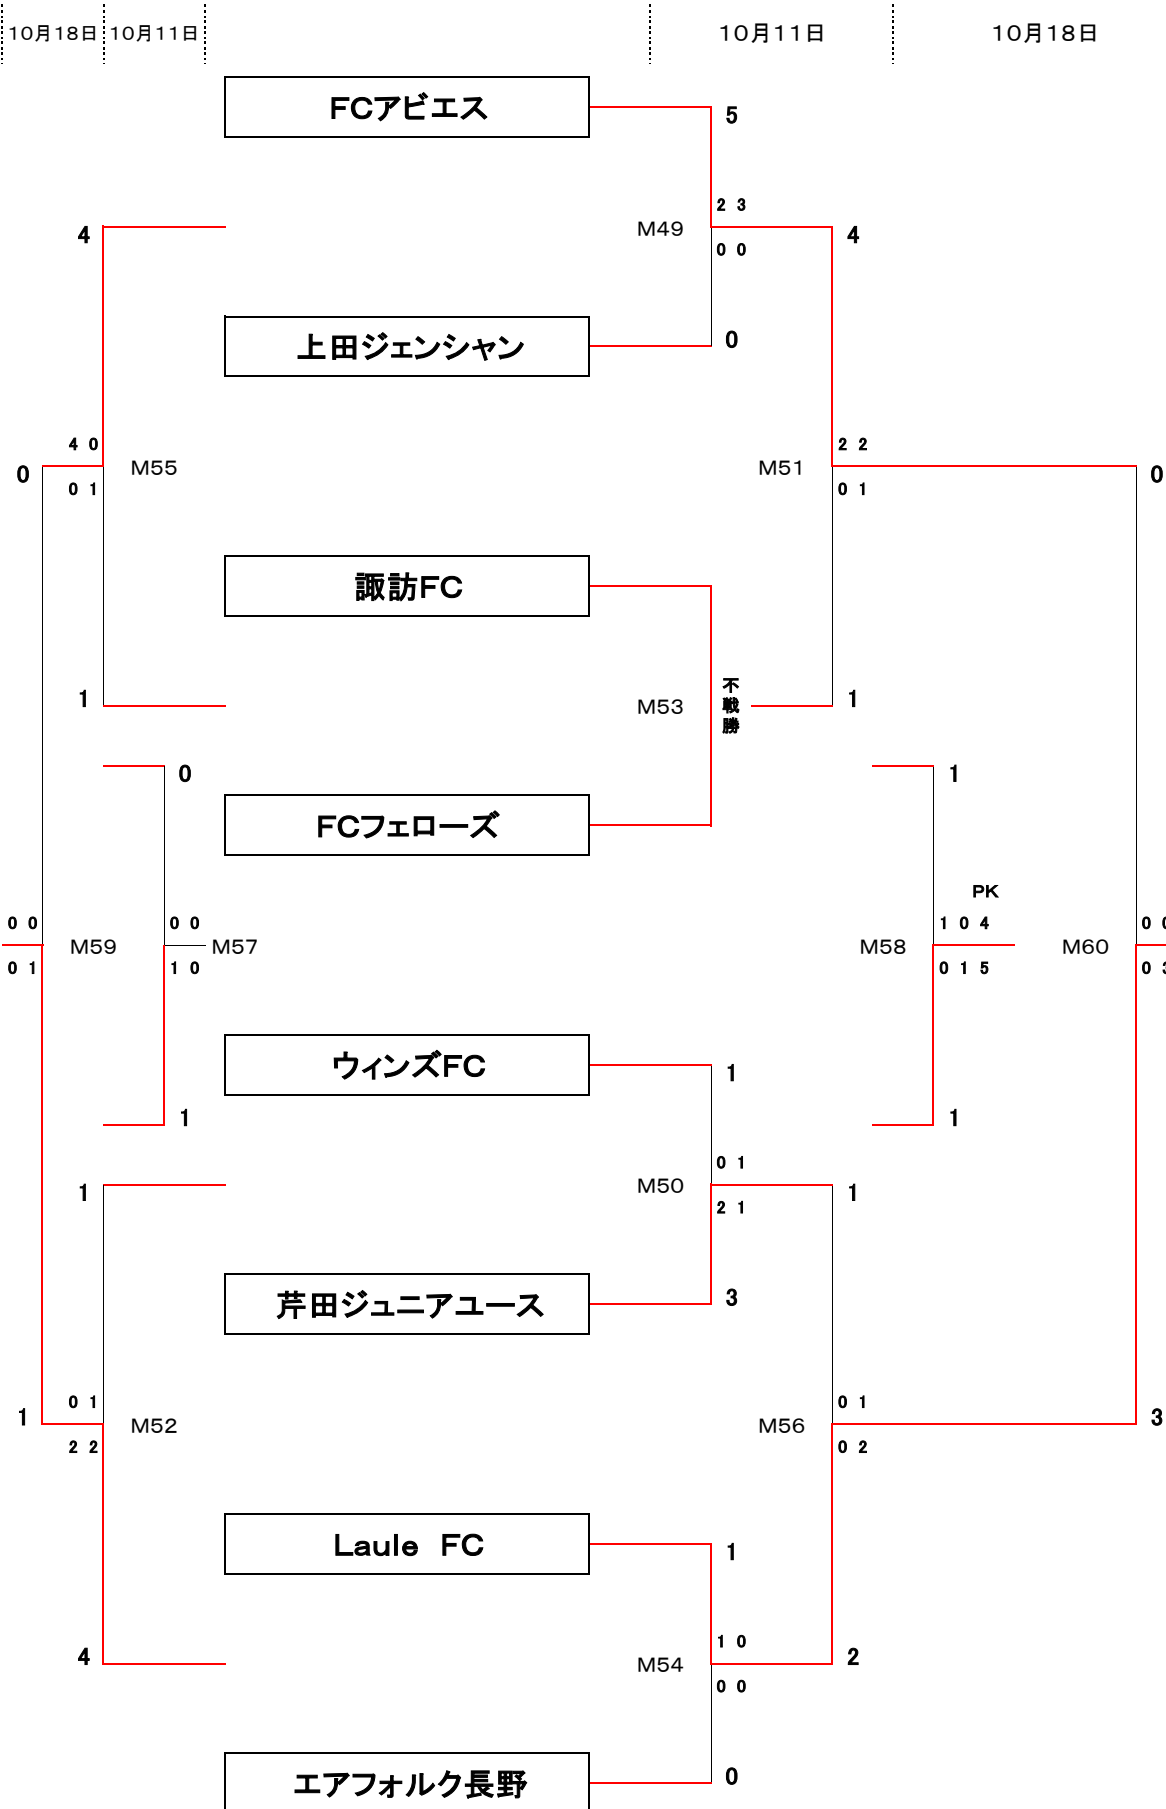 10月18日 10月11日 10月11日 10月18日
FCアビエス 5
2 3
4 M49 4
0 0
上田ジェンシャン 0
4 0 2 2
0 M55 M51 0
0 1 0 1
諏訪FC
1 M53 不戦勝 1
0 1
FCフェローズ
PK
0 0 0 0 1 0 4 0 0
M59 M57 M58 M60
0 1 1 0 0 1 5 0 3
ウィンズFC 1
1 1
0 1
1 M50 1
2 1
芹田ジュニアユース 3
0 1 0 1
1 M52 M56 3
2 2 0 2
Laule FC 1
1 0
4 M54 2
0 0
エアフォルク長野 0